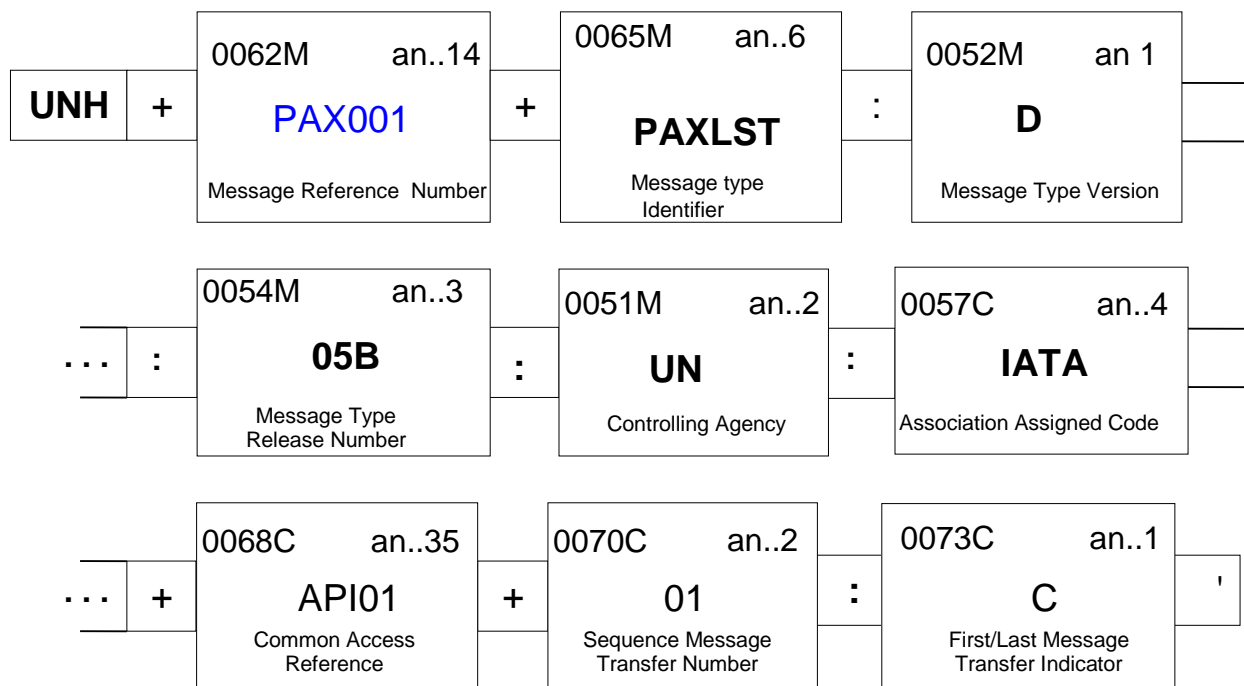 0062M an..14
0065M an..6
0052M an 1
UNH + PAX001 + PAXLST : D
Message Reference Number
Message type
Identifier
Message Type Version
0054M an..3
0051M an..2
0057C an..4
... : 05B : UN : IATA
Message Type
Release Number
Controlling Agency
Association Assigned Code
0068C an..35
0070C an..2
0073C an..1
... + API01 + 01 : C '
Common Access
Reference
Sequence Message
Transfer Number
First/Last Message
Transfer Indicator